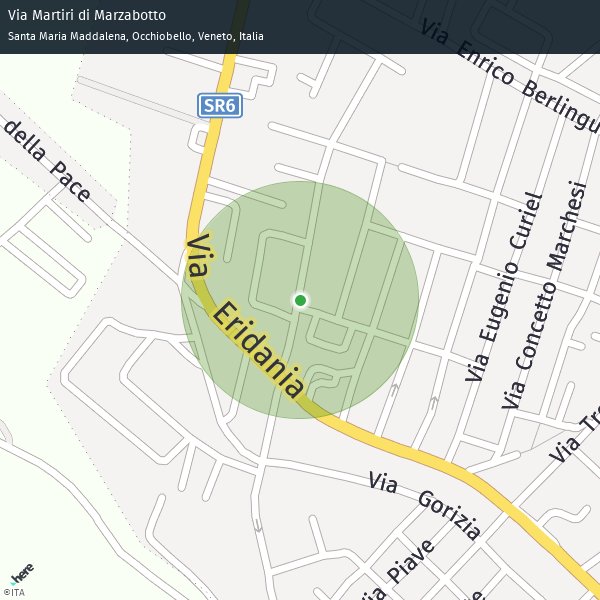 Via Martiri di Marzabotto
Santa Maria Maddalena, Occhiobello, Veneto, Italia
Via Enrico Berlingu
SR6
della Pace
Via Eridania
Via Eugenio Curiel
Via Concetto Marchesi
Via Tr
Via Gorizia
Via Piave
here
©ITA